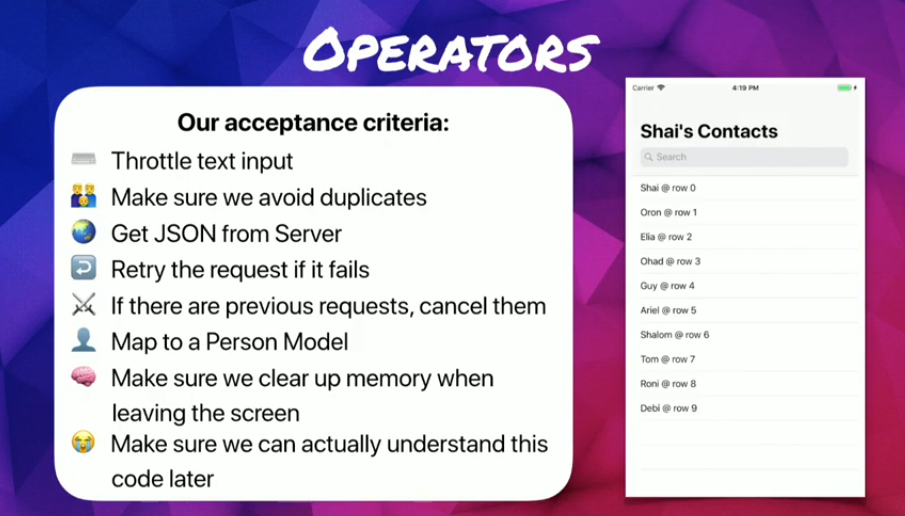 OPERATORS
Our acceptance criteria:
Throttle text input
Make sure we avoid duplicates
Get JSON from Server
Retry the request if it fails
If there are previous requests, cancel them
Map to a Person Model
Make sure we clear up memory when
leaving the screen
Make sure we can actually understand this
code later
Carrier 4:19 PM
Shai's Contacts
Search
Shai @ row 0
Oron @ row 1
Elia @ row 2
Ohad @ row 3
Guy @ row 4
Ariel @ row 5
Shalom @ row 6
Tom @ row 7
Roni @ row 8
Debi @ row 9